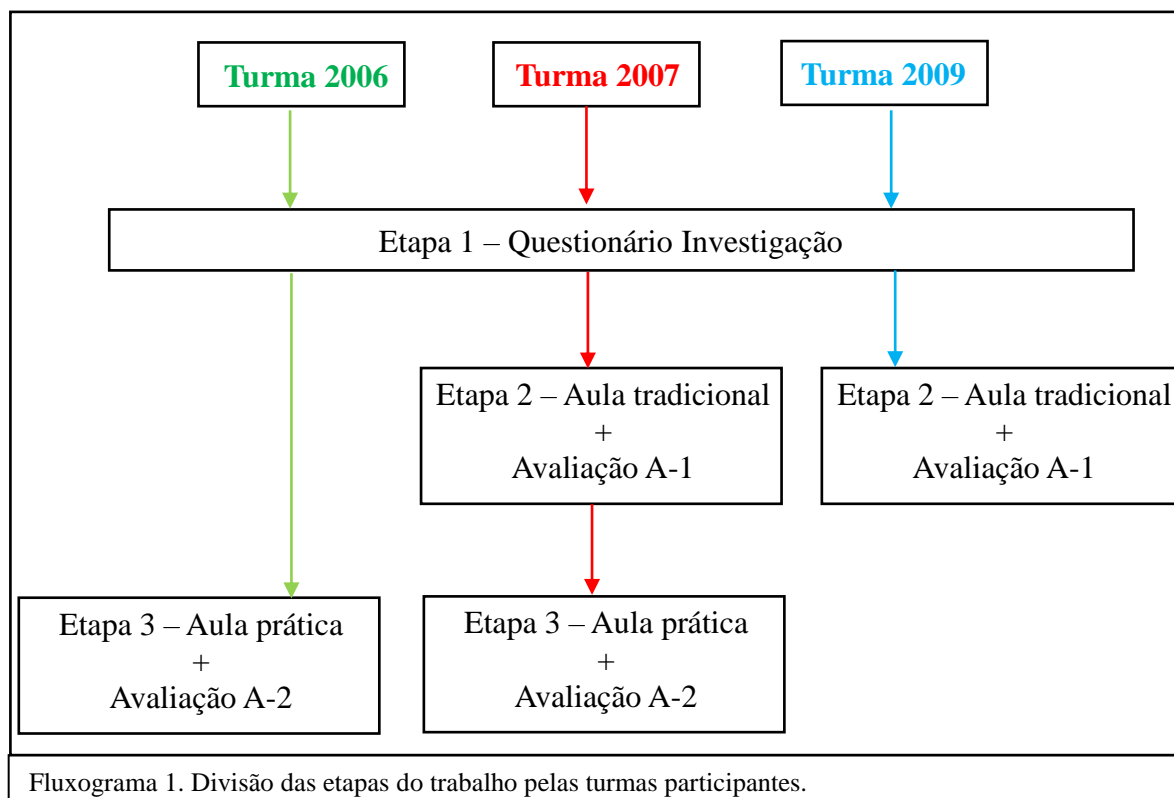 Turma 2006
Turma 2007
Turma 2009
Etapa 1 – Questionário Investigação
Etapa 2 – Aula tradicional
+
Avaliação A-1
Etapa 2 – Aula tradicional
+
Avaliação A-1
Etapa 3 – Aula prática
+
Avaliação A-2
Etapa 3 – Aula prática
+
Avaliação A-2
Fluxograma 1. Divisão das etapas do trabalho pelas turmas participantes.